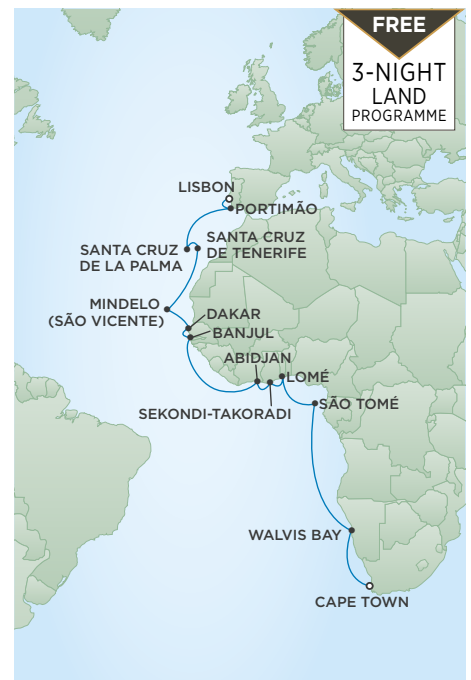 FREE
3-NIGHT
LAND
PROGRAMME
LISBON
PORTIMÃO
SANTA CRUZ
DE LA PALMA
SANTA CRUZ
DE TENERIFE
MINDELO
(SÃO VICENTE)
DAKAR
BANJUL
ABIDJAN
LOMÉ
SEKONDI-TAKORADI
SÃO TOMÉ
WALVIS BAY
CAPE TOWN